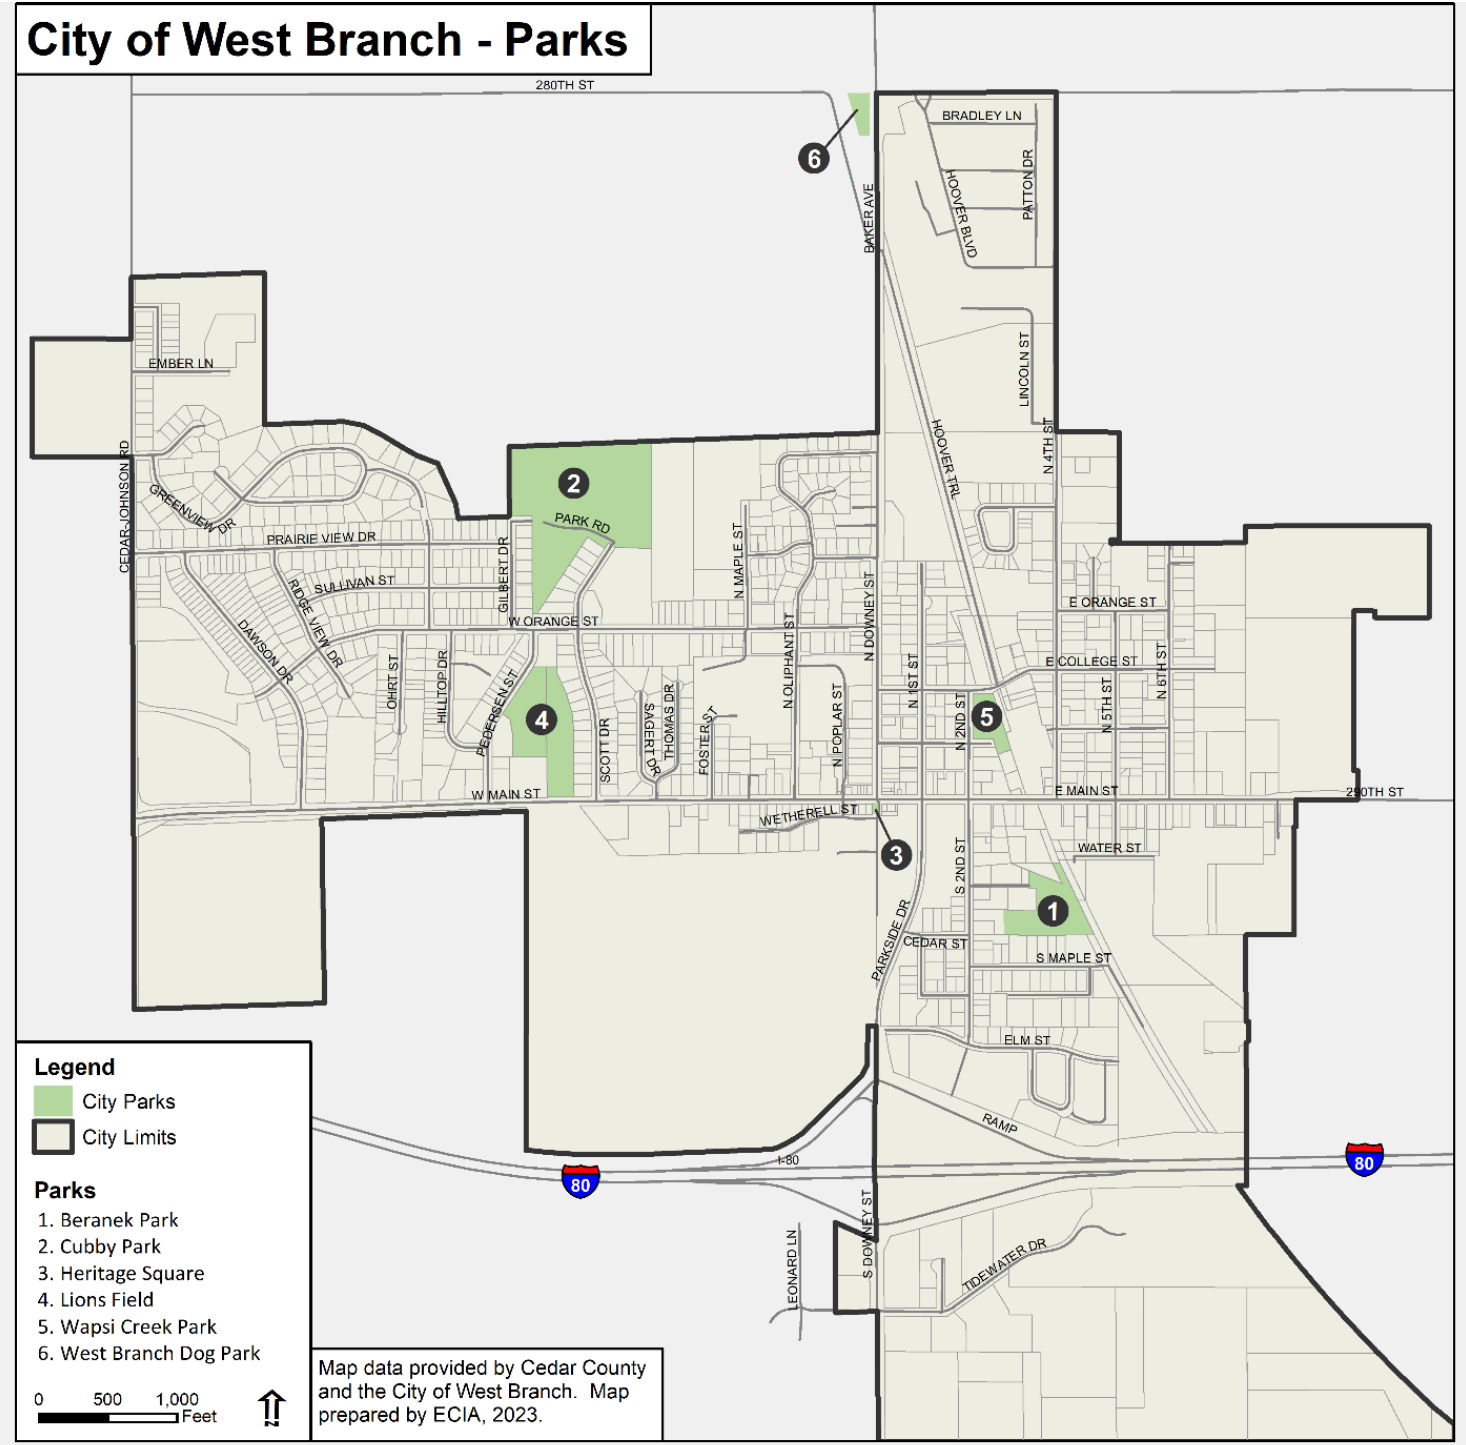 City of West Branch - Parks
280TH ST
6
BRADLEY LN
PATTON DR
HOOVER BLVD
BAKER AVE
EMBER LN
LINCOLN ST
CEDAR-JOHNSON RD
GREENVIEW DR
HOOVER TRL
N 4TH ST
2
PARK RD
PRAIRIE VIEW DR
GILBERT DR
N MAPLE ST
SULLIVAN ST
RIDGE VIEW DR
N DOWNEY ST
E ORANGE ST
W ORANGE ST
DAWSON DR
N OLIPHANT ST
OHRT ST
HILLTOP DR
PEDERSEN ST
4
SCOTT DR
SAGERT DR
THOMAS DR
FOSTER ST
N POPLAR ST
N 1ST ST
N 2ND ST
5
E COLLEGE ST
N 5TH ST
N 6TH ST
W MAIN ST
E MAIN ST
290TH ST
WETHERELL ST
3
WATER ST
S 2ND ST
1
PARKSIDE DR
CEDAR ST
S MAPLE ST
ELM ST
RAMP
I-80
80
80
S DOWNEY ST
LEONARD LN
TIDEWATER DR
Legend
City Parks
City Limits
Parks
1. Beranek Park
2. Cubby Park
3. Heritage Square
4. Lions Field
5. Wapsi Creek Park
6. West Branch Dog Park
0 500 1,000
Feet
N
Map data provided by Cedar County
and the City of West Branch. Map
prepared by ECIA, 2023.